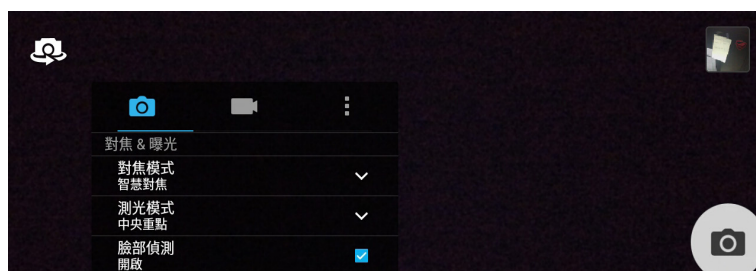 對焦 & 曝光
對焦模式
智慧對焦
測光模式
中央重點
臉部偵測
開啟